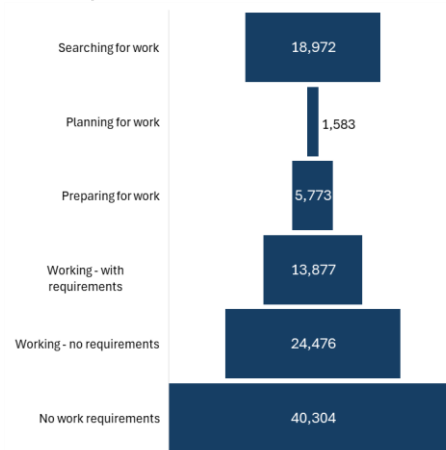 Searching for work
18,972
Planning for work
1,583
Preparing for work
5,773
Working - with
requirements
13,877
Working - no requirements
24,476
No work requirements
40,304